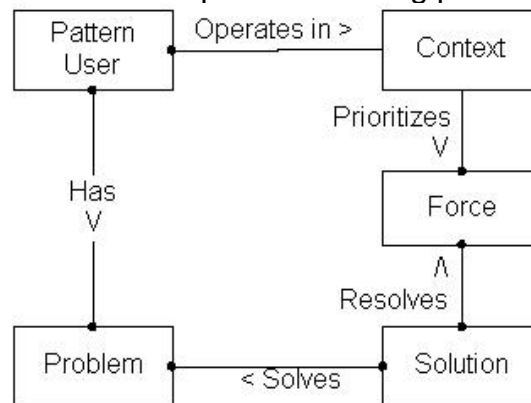 Pattern
User
Operates in >
Context
Prioritizes
V
Has
V
Force
Λ
Resolves
Problem
< Solves
Solution